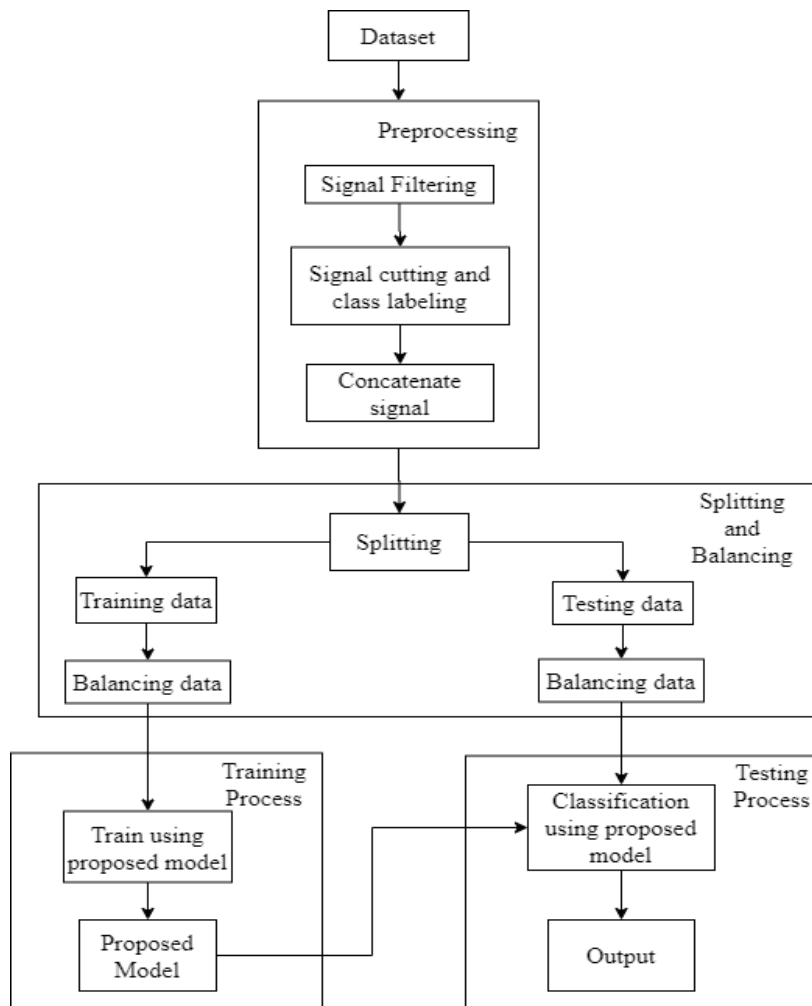 Dataset
Preprocessing
Signal Filtering
Signal cutting and
class labeling
Concatenate
signal
Splitting
and
Balancing
Splitting
Training data
Testing data
Balancing data
Balancing data
Training
Process
Testing
Process
Train using
proposed model
Classification
using proposed
model
Proposed
Model
Output